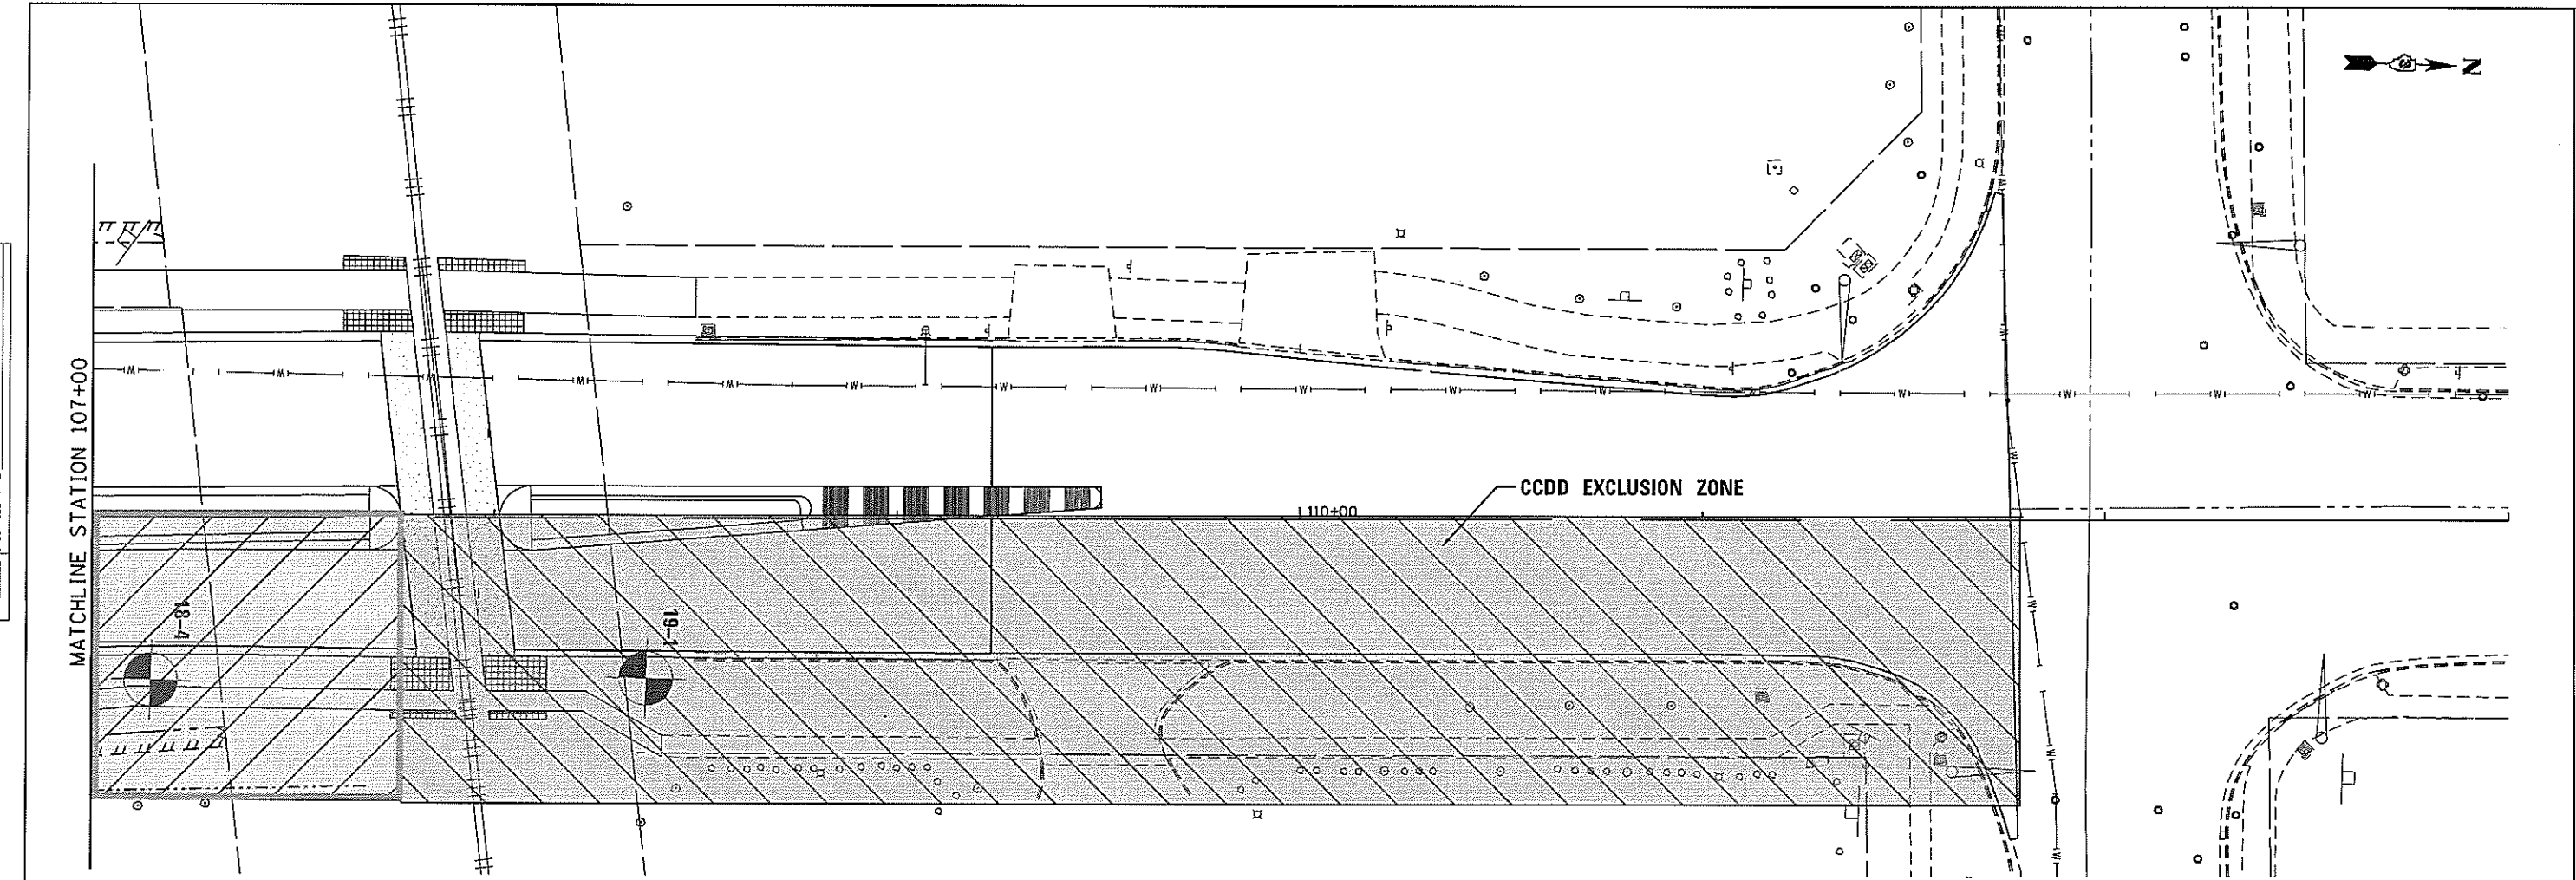 N
MATCHLINE STATION 107+00
CCDD EXCLUSION ZONE
110+00
18-4
19-1
W W W W W W W W W W W W W W W W